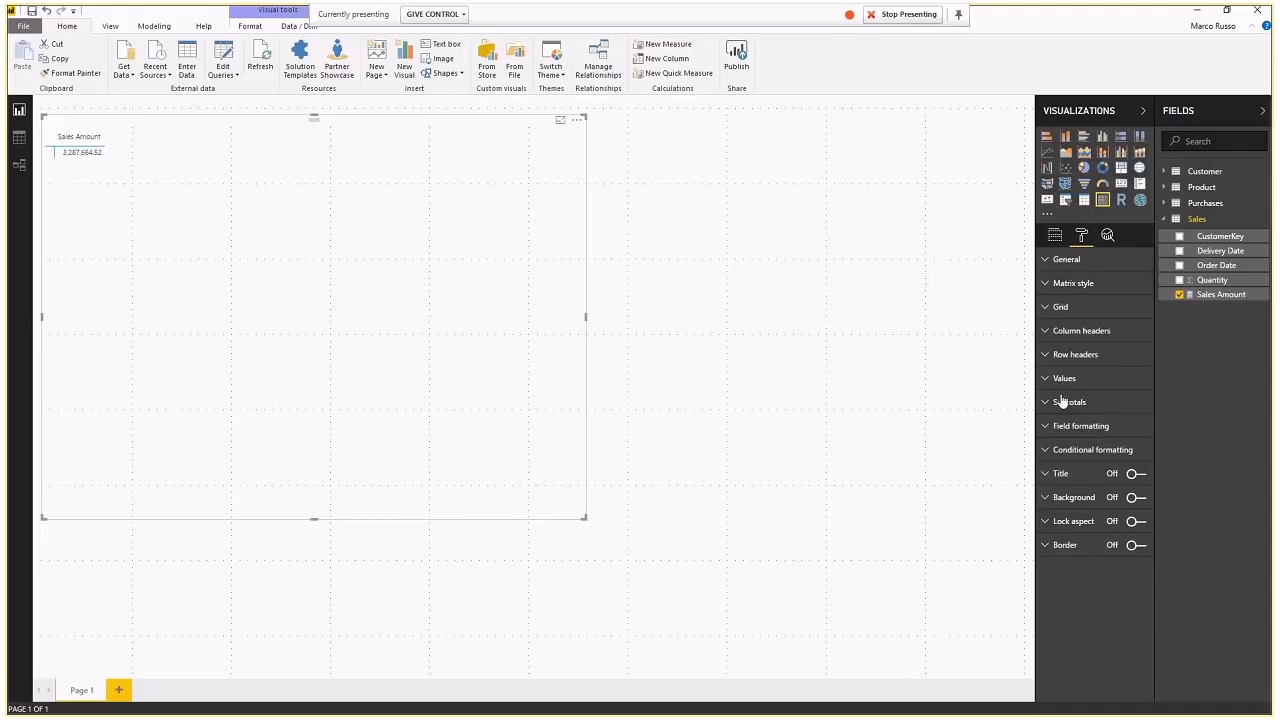 Visual tools
Currently presenting
GIVE CONTROL
Stop Presenting
File
Home
View
Modeling
Help
Format
Data / Dri
Marco Russo
Paste
Cut
Copy
Format Painter
Clipboard
Get Data
Recent Sources
Enter Data
Edit Queries
External data
Refresh
Solution Templates
Partner Showcase
Resources
New Page
New Visual
Text box
Image
Shapes
Insert
From Store
From File
Custom visuals
Switch Theme
Themes
Manage Relationships
Relationships
New Measure
New Column
New Quick Measure
Calculations
Publish
Share
Sales Amount
3,287,664.52
VISUALIZATIONS
R
General
Matrix style
Grid
Column headers
Row headers
Values
Subtotals
Field formatting
Conditional formatting
Title Off
Background Off
Lock aspect Off
Border Off
FIELDS
Search
Customer
Product
Purchases
Sales
CustomerKey
Delivery Date
Order Date
Quantity
Sales Amount
Page 1
PAGE 1 OF 1